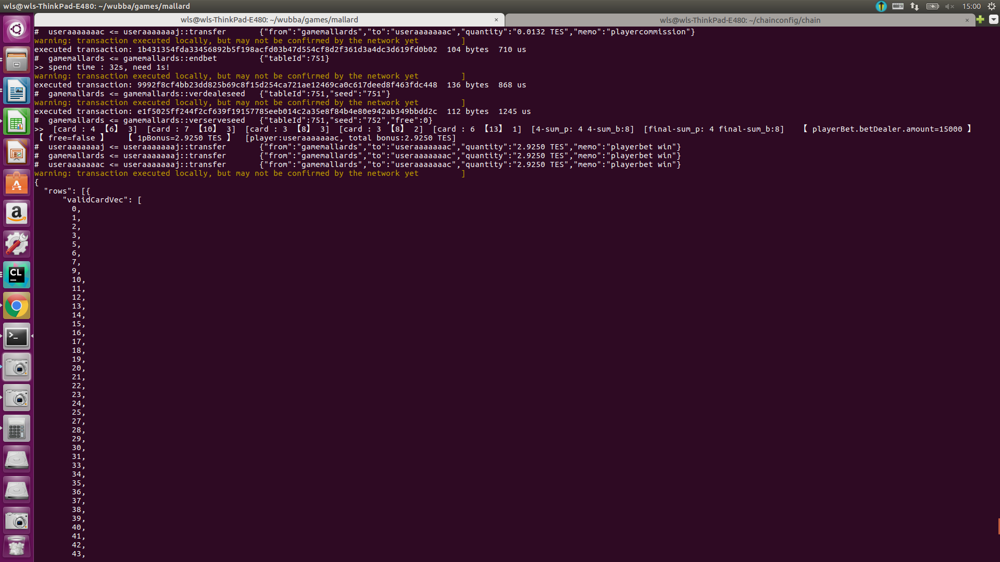 wls@wls-ThinkPad-E480: ~/wubba/games/mallard
15:00
wls@wls-ThinkPad-E480: ~/wubba/games/mallard ×
wls@wls-ThinkPad-E480: ~/chainconfig/chain ×
#  useraaaaaaac <= useraaaaaaaj::transfer       {"from":"gamemallards","to":"useraaaaaaac","quantity":"0.0132 TES","memo":"playercommission"}
warning: transaction executed locally, but may not be confirmed by the network yet         ]
executed transaction: 1b431354fda33456892b5f198acfd03b47d554cf8d2f361d3a4dc3d619fd0b02  104 bytes  710 us
#  gamemallards <= gamemallards::endbet         {"tableId":751}
>> spend time : 32s, need 1s!
warning: transaction executed locally, but may not be confirmed by the network yet         ]
executed transaction: 9992f8cf4bb23dd825b69c8f15d254ca721ae12469ca0c617deed8f463fdc448  136 bytes  868 us
#  gamemallards <= gamemallards::verdealeseed   {"tableId":751,"seed":"751"}
warning: transaction executed locally, but may not be confirmed by the network yet         ]
executed transaction: e1f5025ff244f2cf639f19157785eeb014c2a35e8f84b4e80e942ab349bbdd2c  112 bytes  1245 us
#  gamemallards <= gamemallards::verserveseed   {"tableId":751,"seed":"752","free":0}
>>  [card : 4 【6】 3]  [card : 7 【10】 3]  [card : 3 【8】 3]  [card : 3 【8】 2]  [card : 6 【13】 1]  [4-sum_p: 4 4-sum_b:8]  [final-sum_p: 4 final-sum_b:8]   【 playerBet.betDealer.amount=15000 】
【 free=false 】   【 1pBonus=2.9250 TES 】  [player:useraaaaaaac, total bonus:2.9250 TES]
#  useraaaaaaaj <= useraaaaaaaj::transfer       {"from":"gamemallards","to":"useraaaaaaac","quantity":"2.9250 TES","memo":"playerbet win"}
#  gamemallards <= useraaaaaaaj::transfer       {"from":"gamemallards","to":"useraaaaaaac","quantity":"2.9250 TES","memo":"playerbet win"}
#  useraaaaaaac <= useraaaaaaaj::transfer       {"from":"gamemallards","to":"useraaaaaaac","quantity":"2.9250 TES","memo":"playerbet win"}
warning: transaction executed locally, but may not be confirmed by the network yet         ]
{
  "rows": [{
      "validCardVec": [
        0,
        1,
        2,
        3,
        5,
        6,
        7,
        9,
        10,
        11,
        12,
        13,
        14,
        15,
        16,
        17,
        18,
        19,
        20,
        21,
        22,
        23,
        24,
        25,
        27,
        28,
        29,
        30,
        31,
        33,
        34,
        35,
        36,
        37,
        38,
        39,
        40,
        41,
        42,
        43,
CL